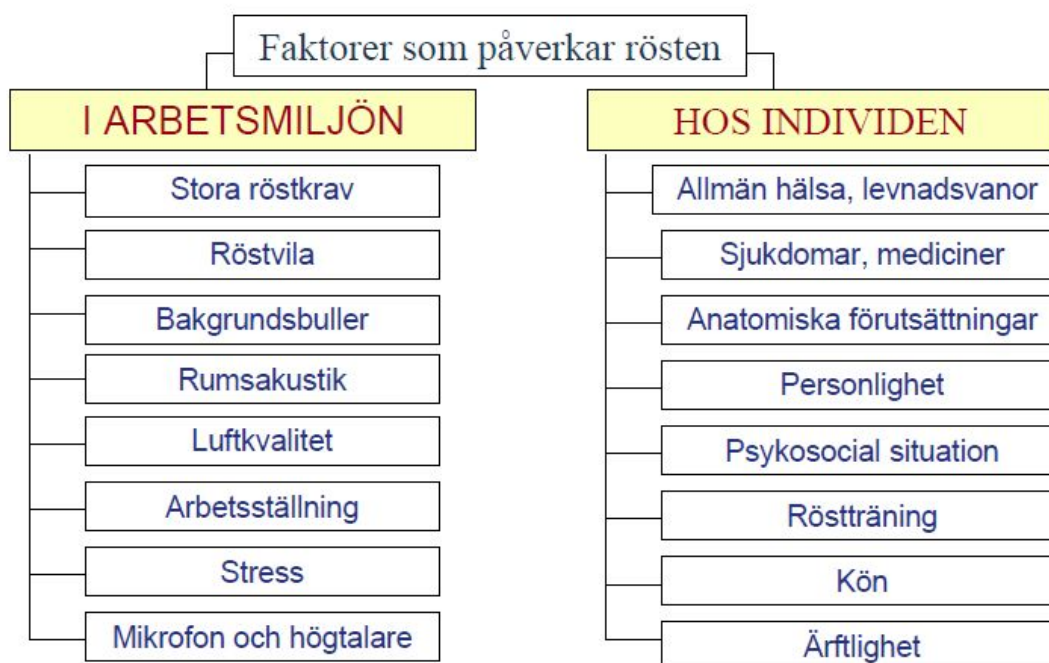 Faktorer som påverkar rösten
I ARBETSMILJÖN
Stora röstkrav
Röstvila
Bakgrundsbuller
Rumsakustik
Luftkvalitet
Arbetsställning
Stress
Mikrofon och högtalare
HOS INDIVIDEN
Allmän hälsa, levnadsvanor
Sjukdomar, mediciner
Anatomiska förutsättningar
Personlighet
Psykosocial situation
Röstträning
Kön
Ärftlighet